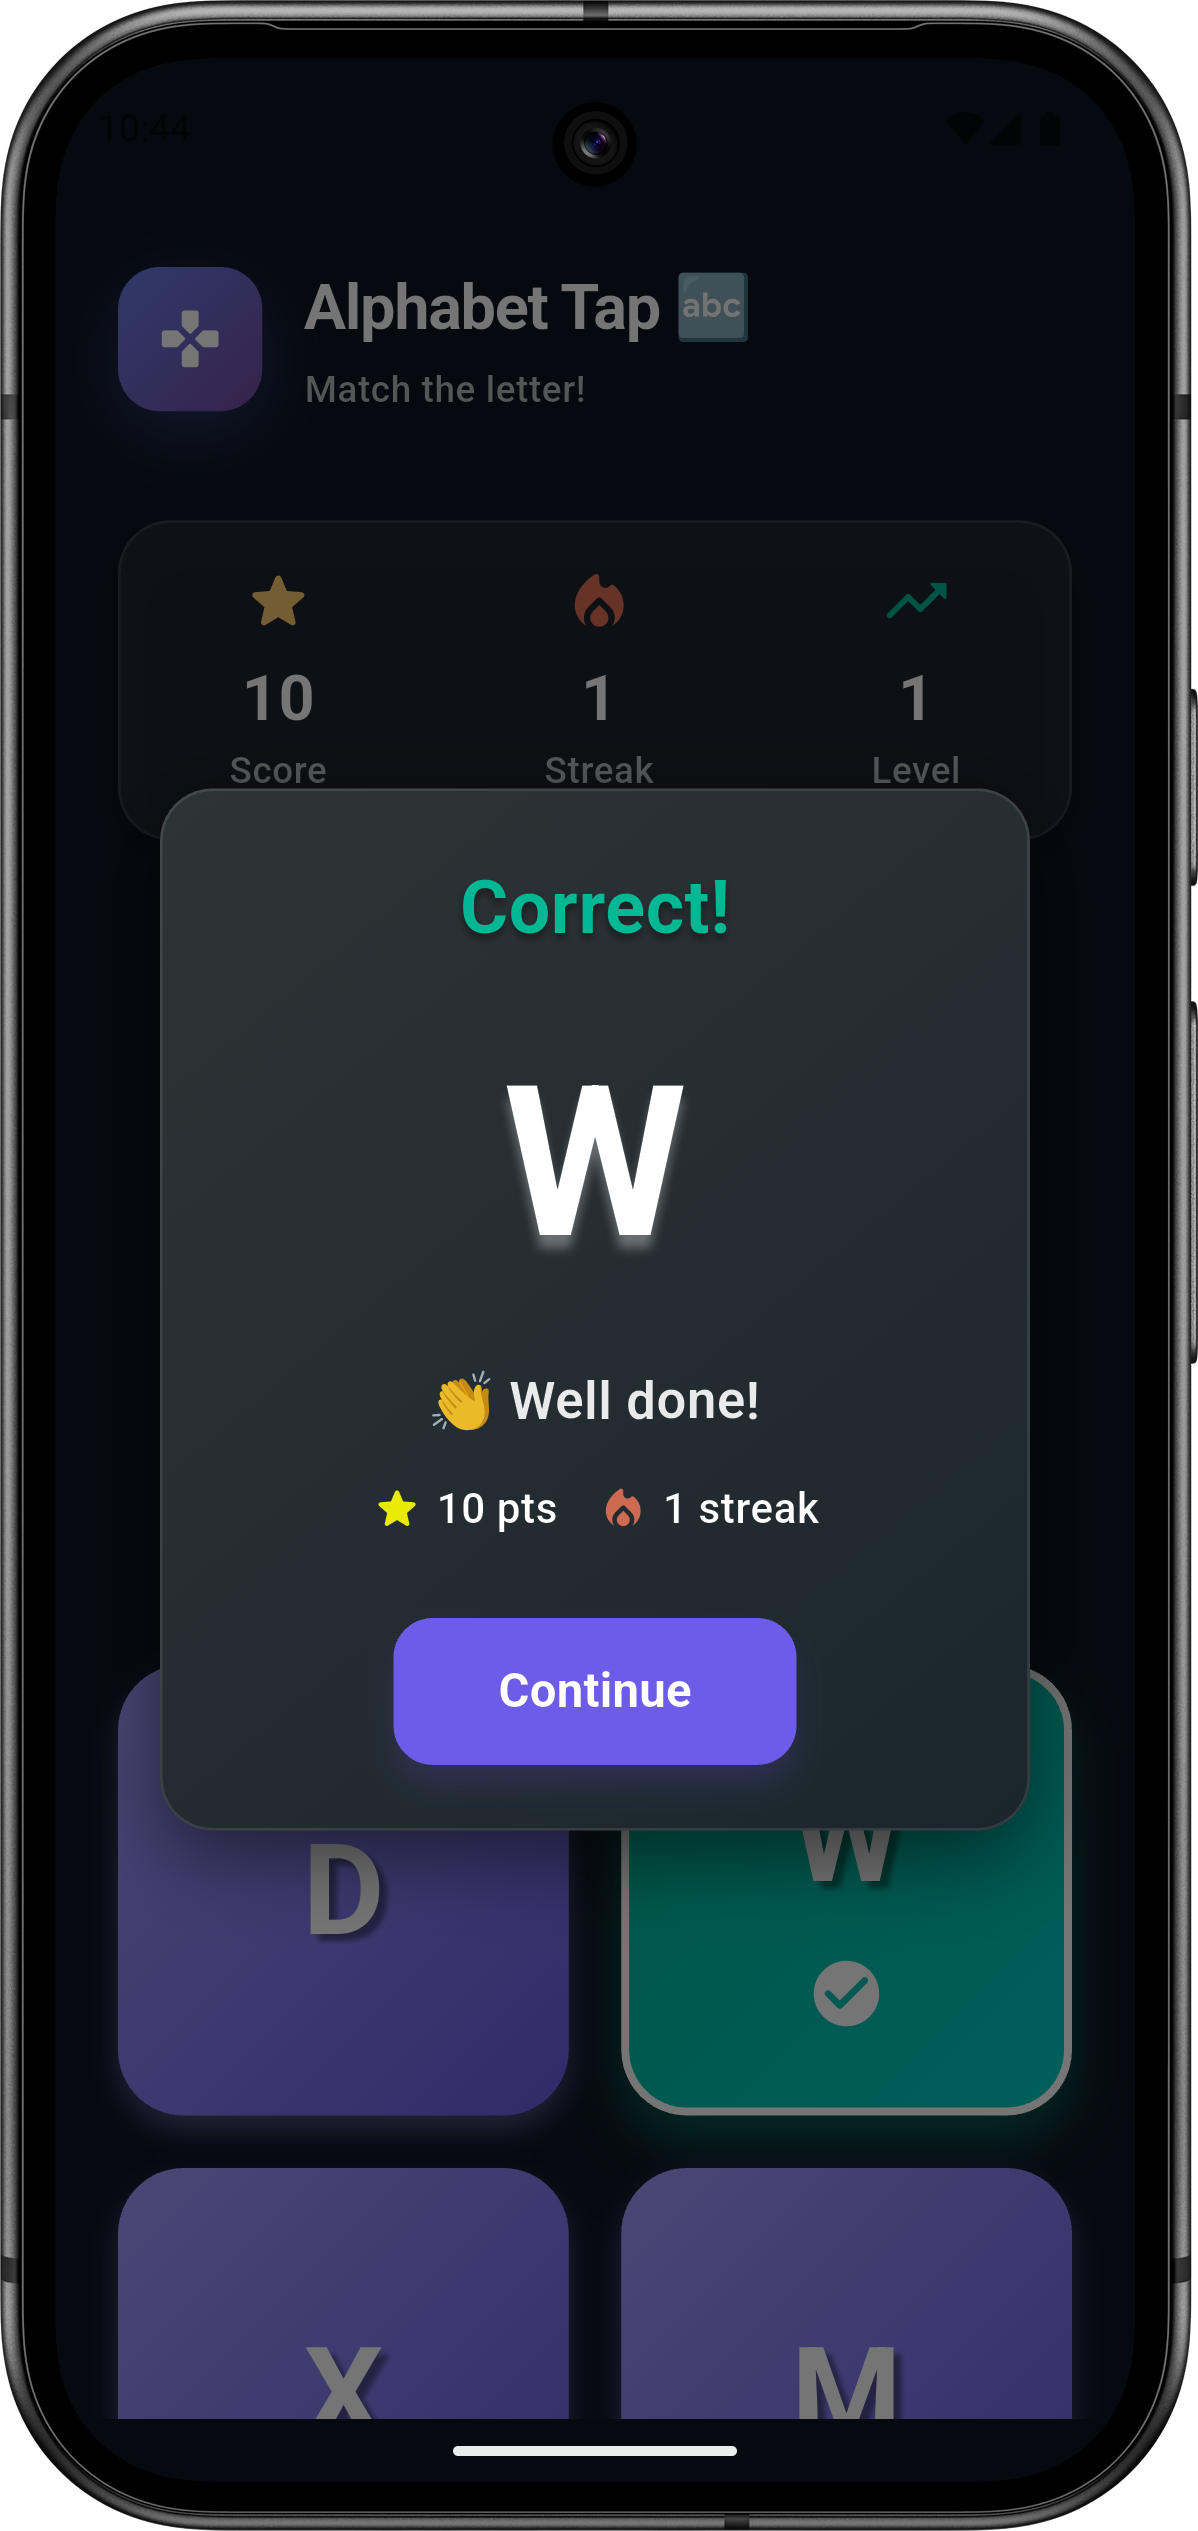 10:44
Alphabet Tap abc
Match the letter!
10 1 1
Score Streak Level
Correct!
W
👏 Well done!
10 pts 1 streak
Continue
D W
X M